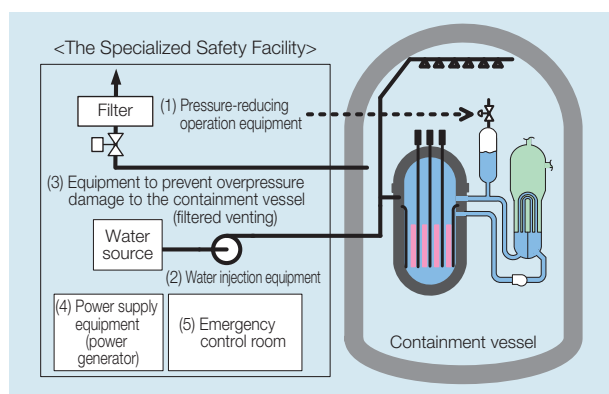 <The Specialized Safety Facility>
Filter
(1) Pressure-reducing
operation equipment
(3) Equipment to prevent overpressure
damage to the containment vessel
(filtered venting)
Water
source
(2) Water injection equipment
(4) Power supply
equipment
(power
generator)
(5) Emergency
control room
Containment vessel